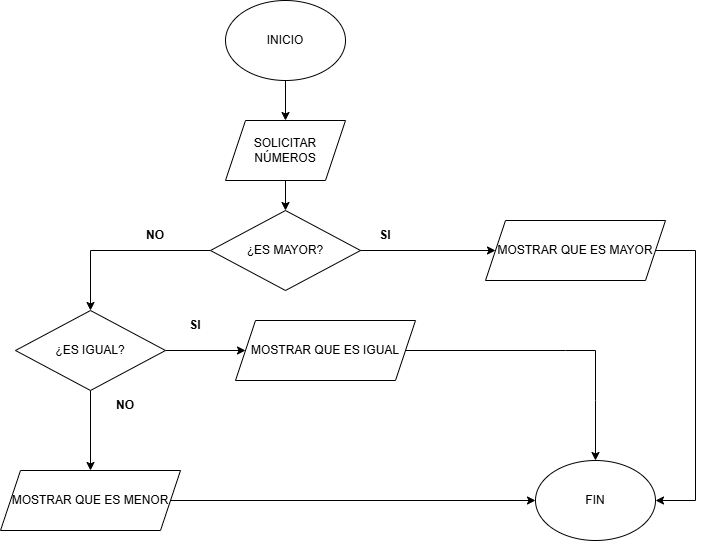 INICIO
SOLICITAR
NÚMEROS
NO
SI
¿ES MAYOR?
MOSTRAR QUE ES MAYOR
SI
¿ES IGUAL?
MOSTRAR QUE ES IGUAL
NO
MOSTRAR QUE ES MENOR
FIN